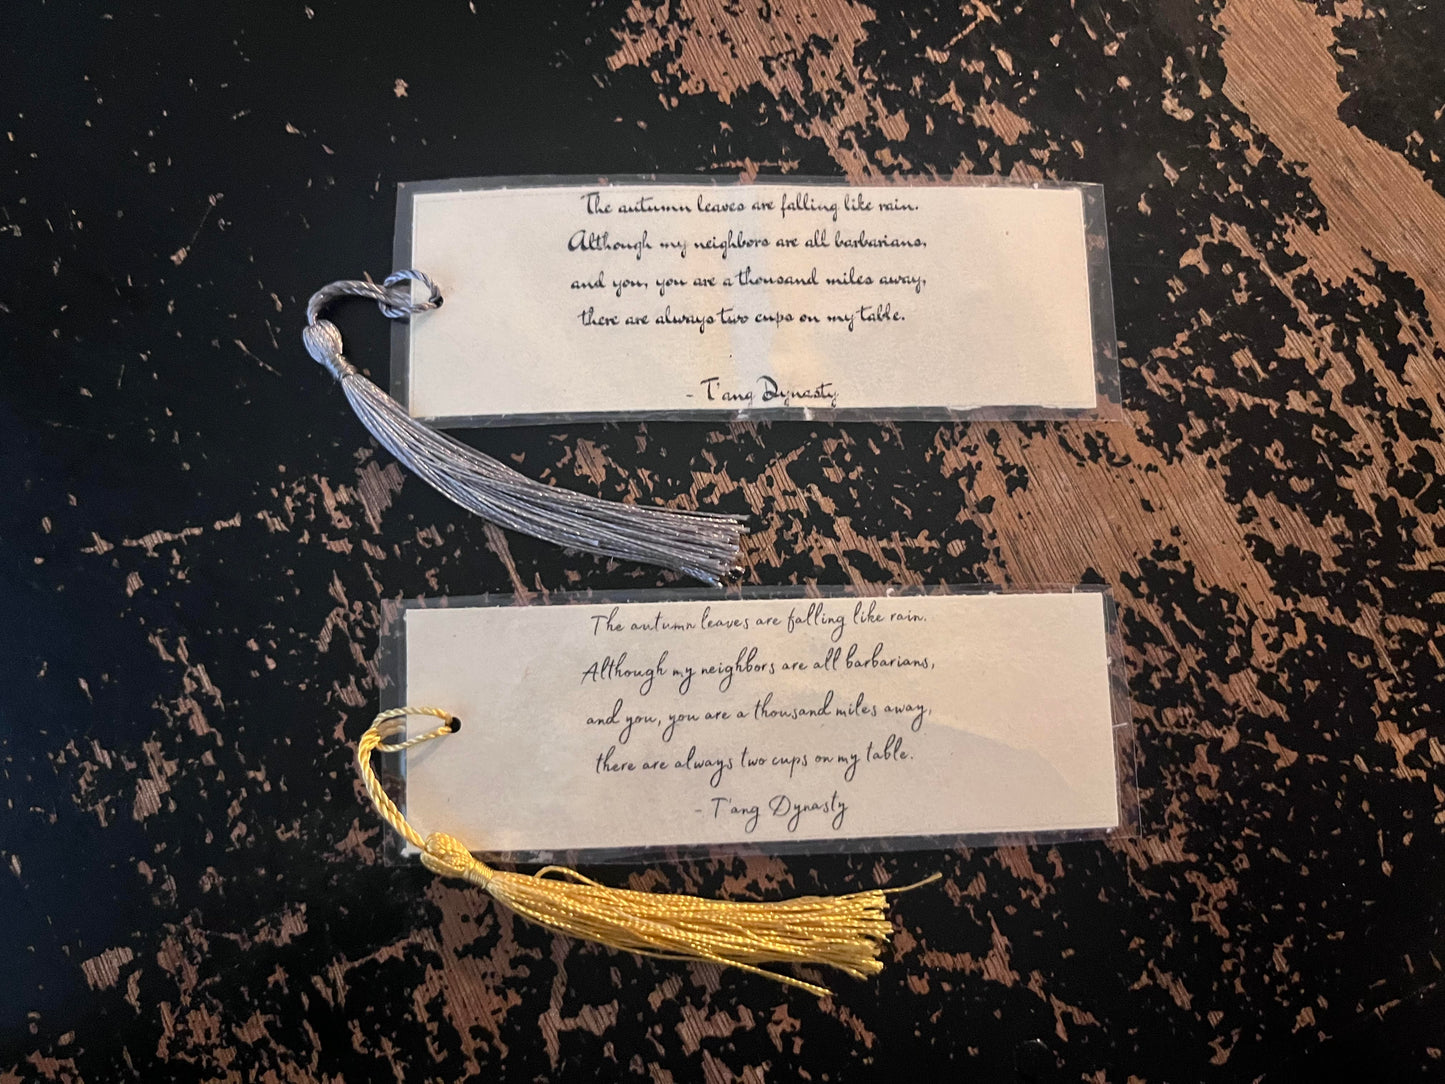 The autumn leaves are falling like rain.
Although my neighbors are all barbarians,
and you, you are a thousand miles away,
there are always two cups on my table.
- T'ang Dynasty
The autumn leaves are falling like rain.
Although my neighbors are all barbarians,
and you, you are a thousand miles away,
there are always two cups on my table.
- T'ang Dynasty